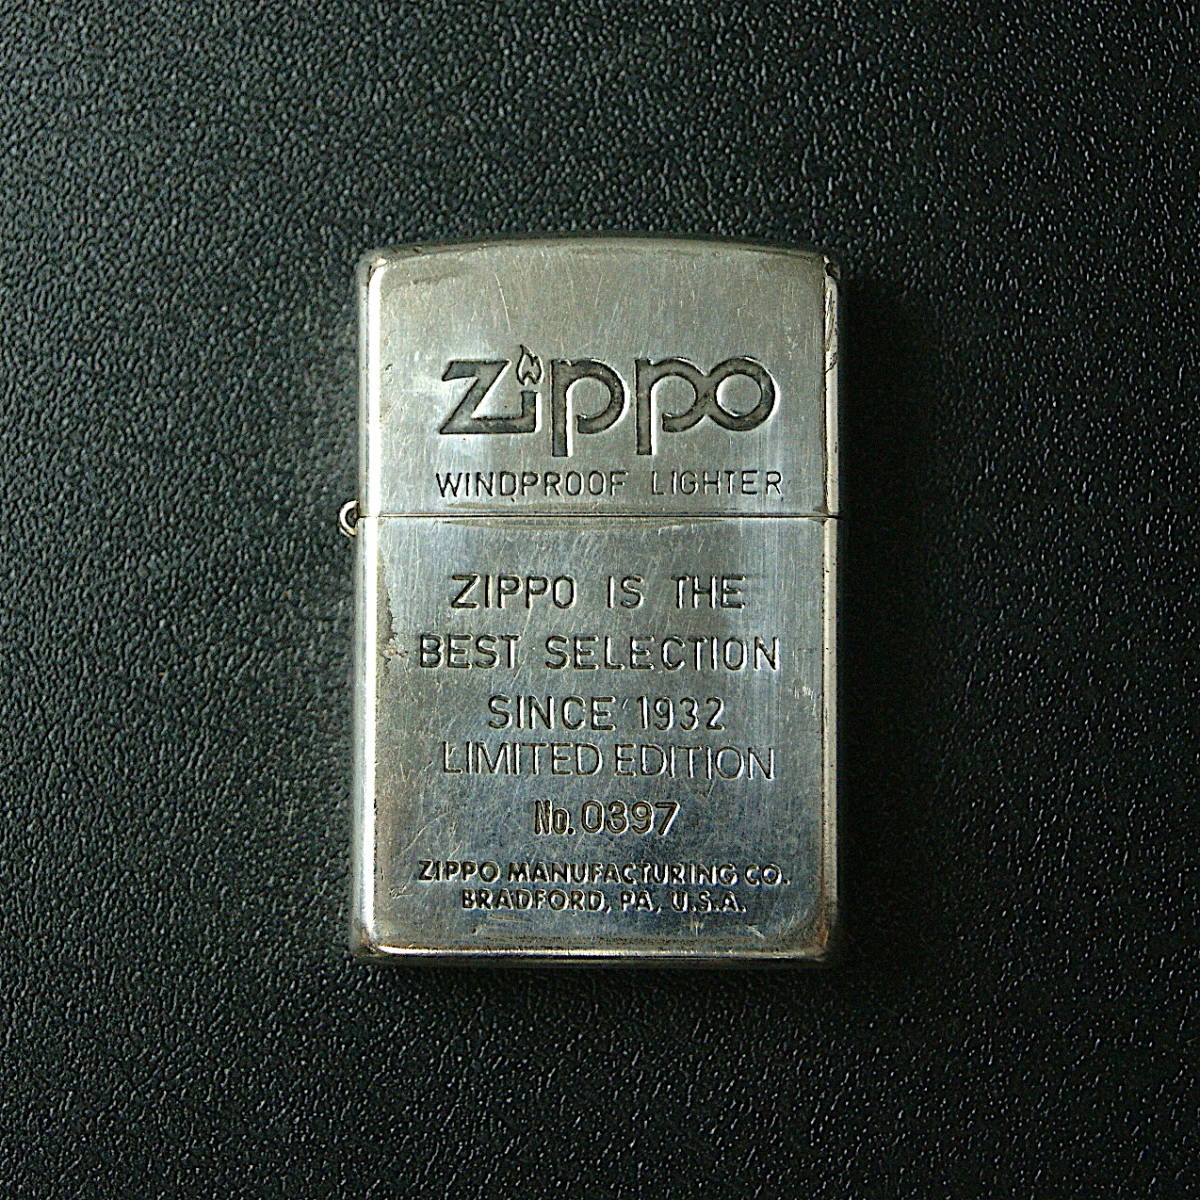 Zippo
WINDPROOF LIGHTER
ZIPPO IS THE
BEST SELECTION
SINCE 1932
LIMITED EDITION
No. 0397
ZIPPO MANUFACTURING CO.
BRADFORD, PA, U.S.A.